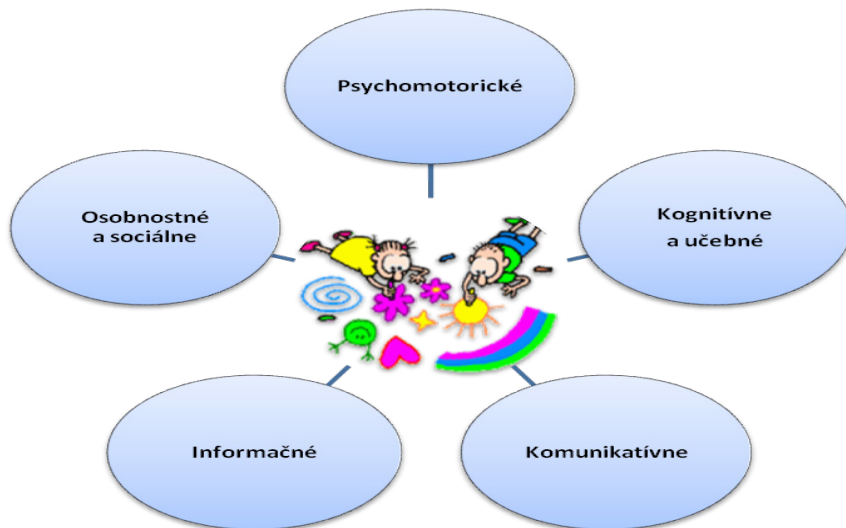 Psychomotorické
Osobnostné
a sociálne
Kognitívne
a učebné
Informačné
Komunikatívne